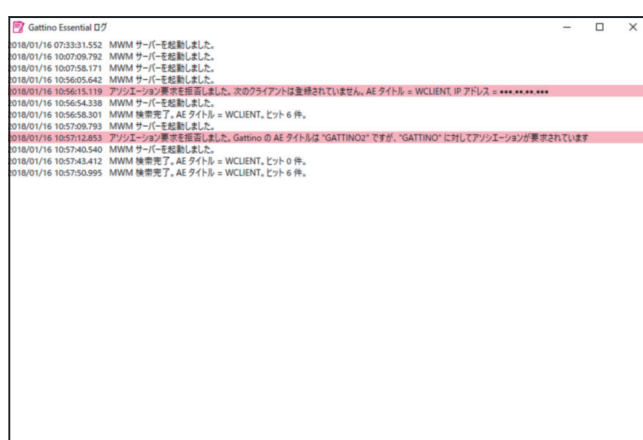 Gattino Essential ログ
2018/01/16 07:33:31.552 MWM サーバーを起動しました。
2018/01/16 10:07:09.792 MWM サーバーを起動しました。
2018/01/16 10:07:58.171 MWM サーバーを起動しました。
2018/01/16 10:56:05.642 MWM サーバーを起動しました。
2018/01/16 10:56:15.119 アソシエーション要求を拒否しました。次のクライアントは登録されていません。AE タイトル = WCLIENT, IP アドレス = •••.••.••.•••
2018/01/16 10:56:54.338 MWM サーバーを起動しました。
2018/01/16 10:56:58.301 MWM 検索完了。AE タイトル = WCLIENT。ヒット 6 件。
2018/01/16 10:57:09.793 MWM サーバーを起動しました。
2018/01/16 10:57:12.853 アソシエーション要求を拒否しました。Gattino の AE タイトルは "GATTINO2" ですが、"GATTINO" に対してアソシエーションが要求されています
2018/01/16 10:57:40.540 MWM サーバーを起動しました。
2018/01/16 10:57:43.412 MWM 検索完了。AE タイトル = WCLIENT。ヒット 0 件。
2018/01/16 10:57:50.995 MWM 検索完了。AE タイトル = WCLIENT。ヒット 6 件。